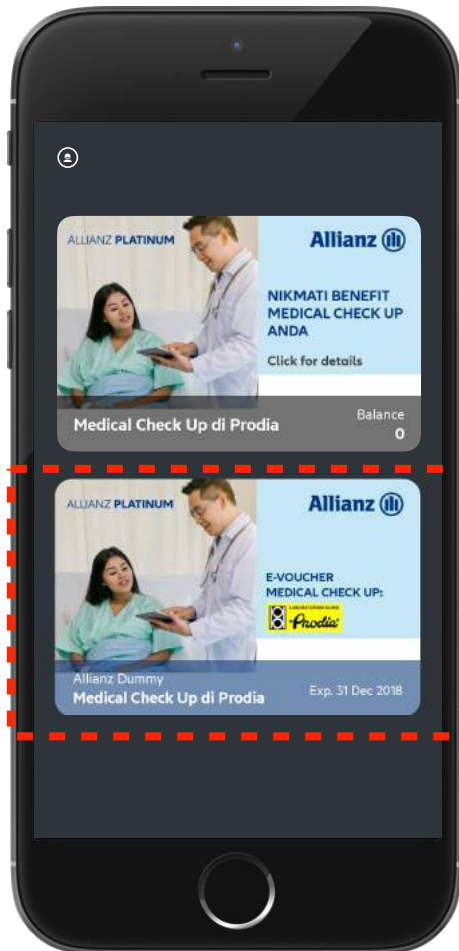 ALLIANZ PLATINUM
Allianz
NIKMATI BENEFIT
MEDICAL CHECK UP
ANDA
Click for details
Medical Check Up di Prodia
Balance
0
ALLIANZ PLATINUM
Allianz
E-VOUCHER
MEDICAL CHECK UP:
Prodia
Allianz Dummy
Medical Check Up di Prodia
Exp. 31 Dec 2018